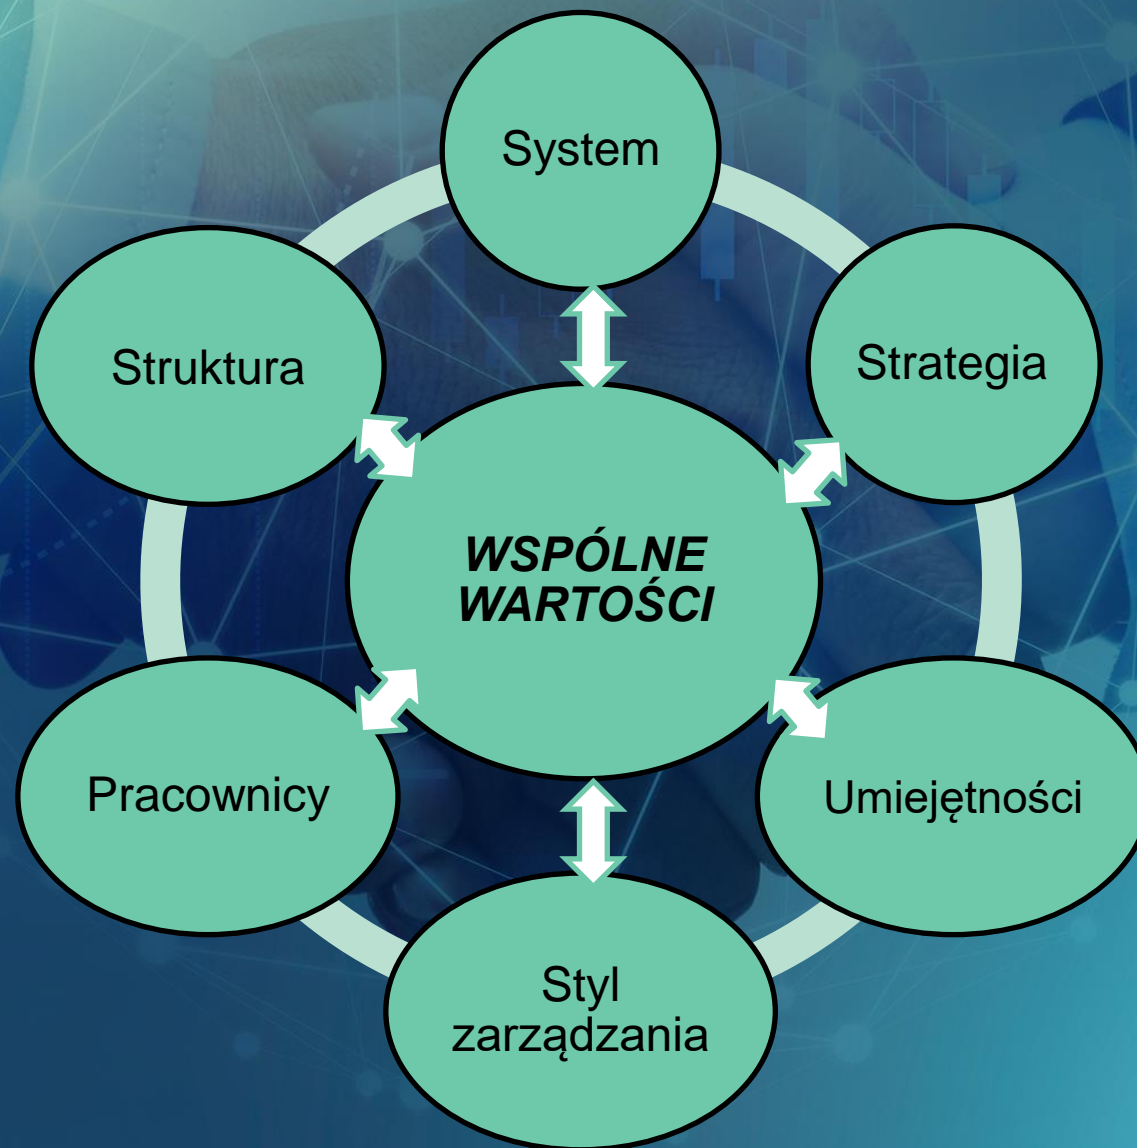 System
Strategia
Struktura
WSPÓLNE
WARTOŚCI
Pracownicy
Umiejętności
Styl
zarządzania